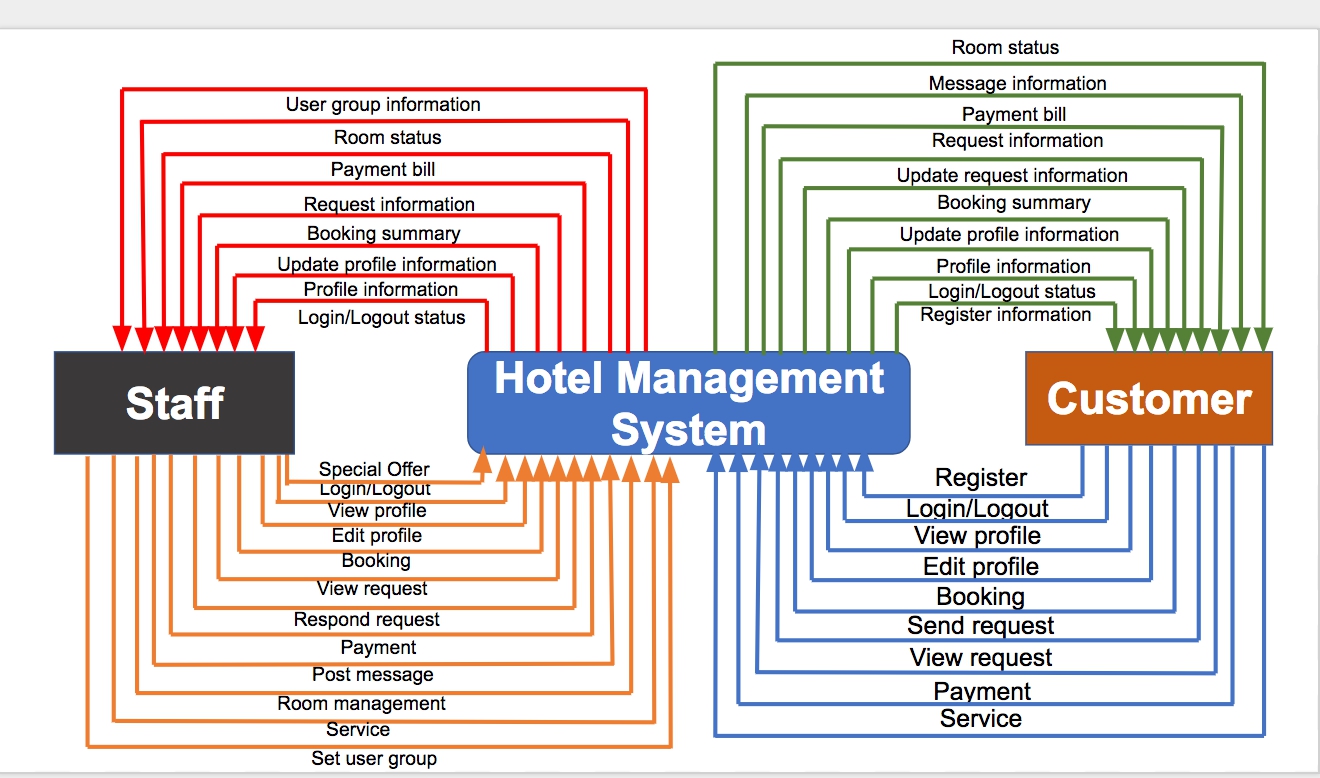 Room status
Message information
Payment bill
Request information
Update request information
Booking summary
Update profile information
Profile information
Login/Logout status
Register information
User group information
Room status
Payment bill
Request information
Booking summary
Update profile information
Profile information
Login/Logout status
Staff
Hotel Management
System
Customer
Special Offer
Login/Logout
View profile
Edit profile
Booking
View request
Respond request
Payment
Post message
Room management
Service
Set user group
Register
Login/Logout
View profile
Edit profile
Booking
Send request
View request
Payment
Service